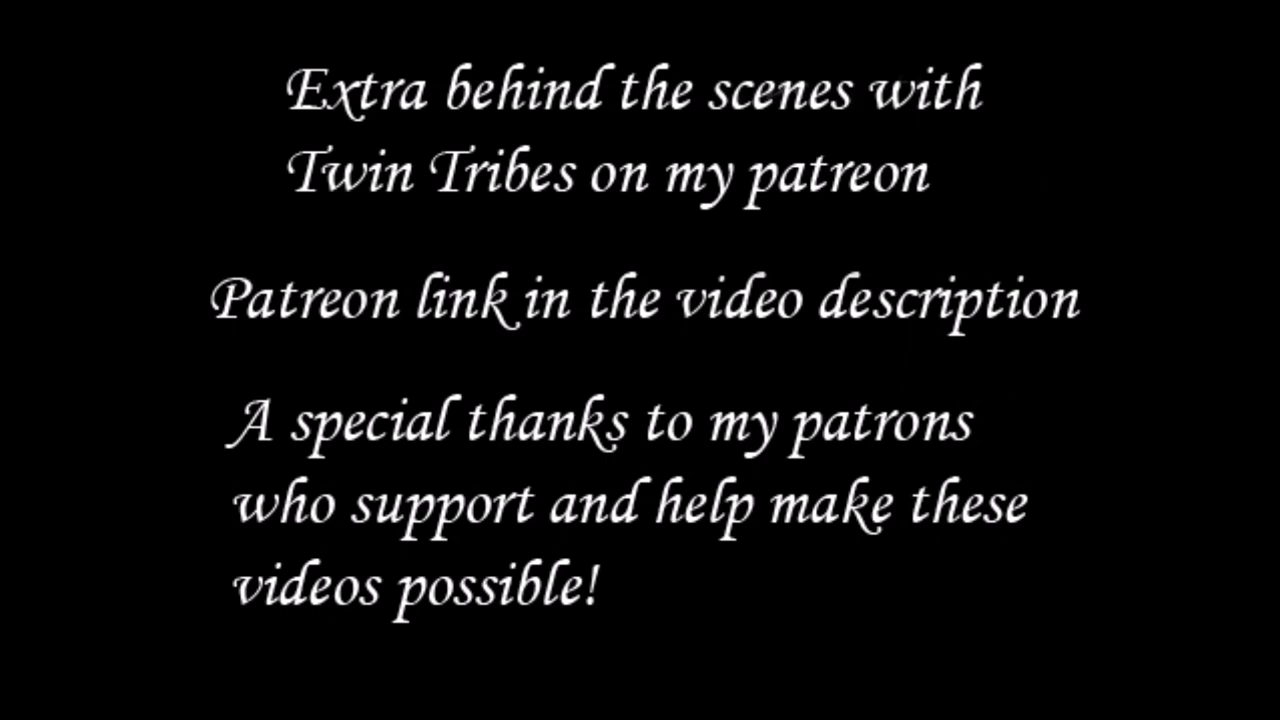 Extra behind the scenes with
Twin Tribes on my patreon
Patreon link in the video description
A special thanks to my patrons
who support and help make these
videos possible!